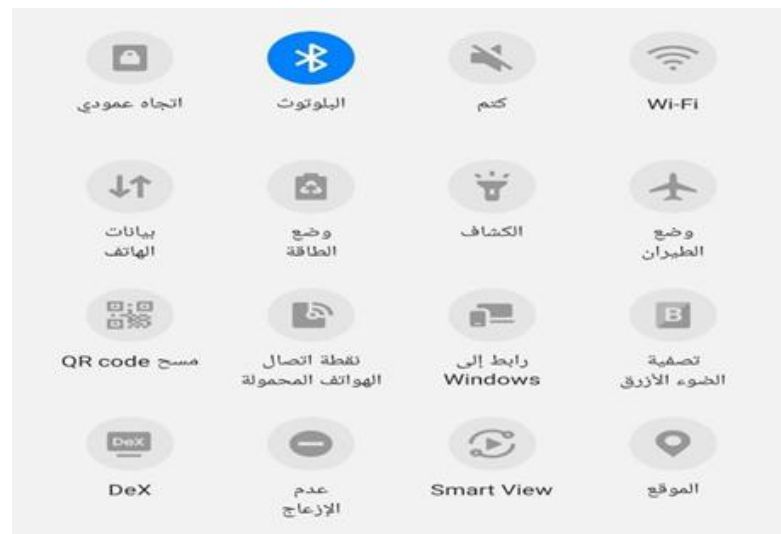 Wi-Fi
كتم
البلوتوث
اتجاه عمودي
وضع
الطيران
الكشاف
وضع
الطاقة
بيانات
الهاتف
B
تصفية
الضوء الأزرق
رابط إلى
Windows
نقطة اتصال
الهواتف المحمولة
مسح QR code
الموقع
Smart View
عدم
الإزعاج
DeX
DeX